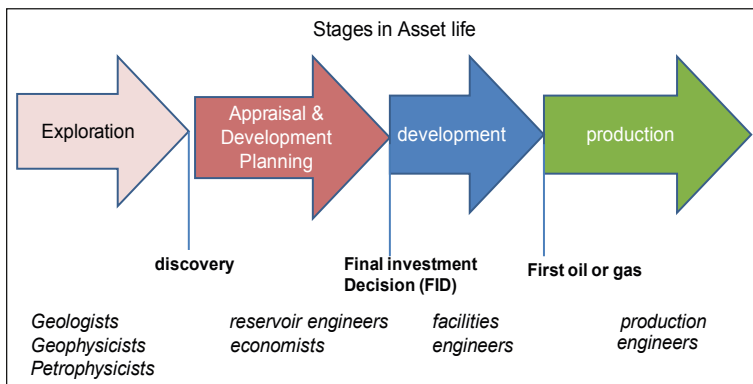 Stages in Asset life
Exploration
Appraisal &
Development
Planning
development
production
discovery
Final investment
Decision (FID)
First oil or gas
Geologists
Geophysicists
Petrophysicists
reservoir engineers
economists
facilities
engineers
production
engineers